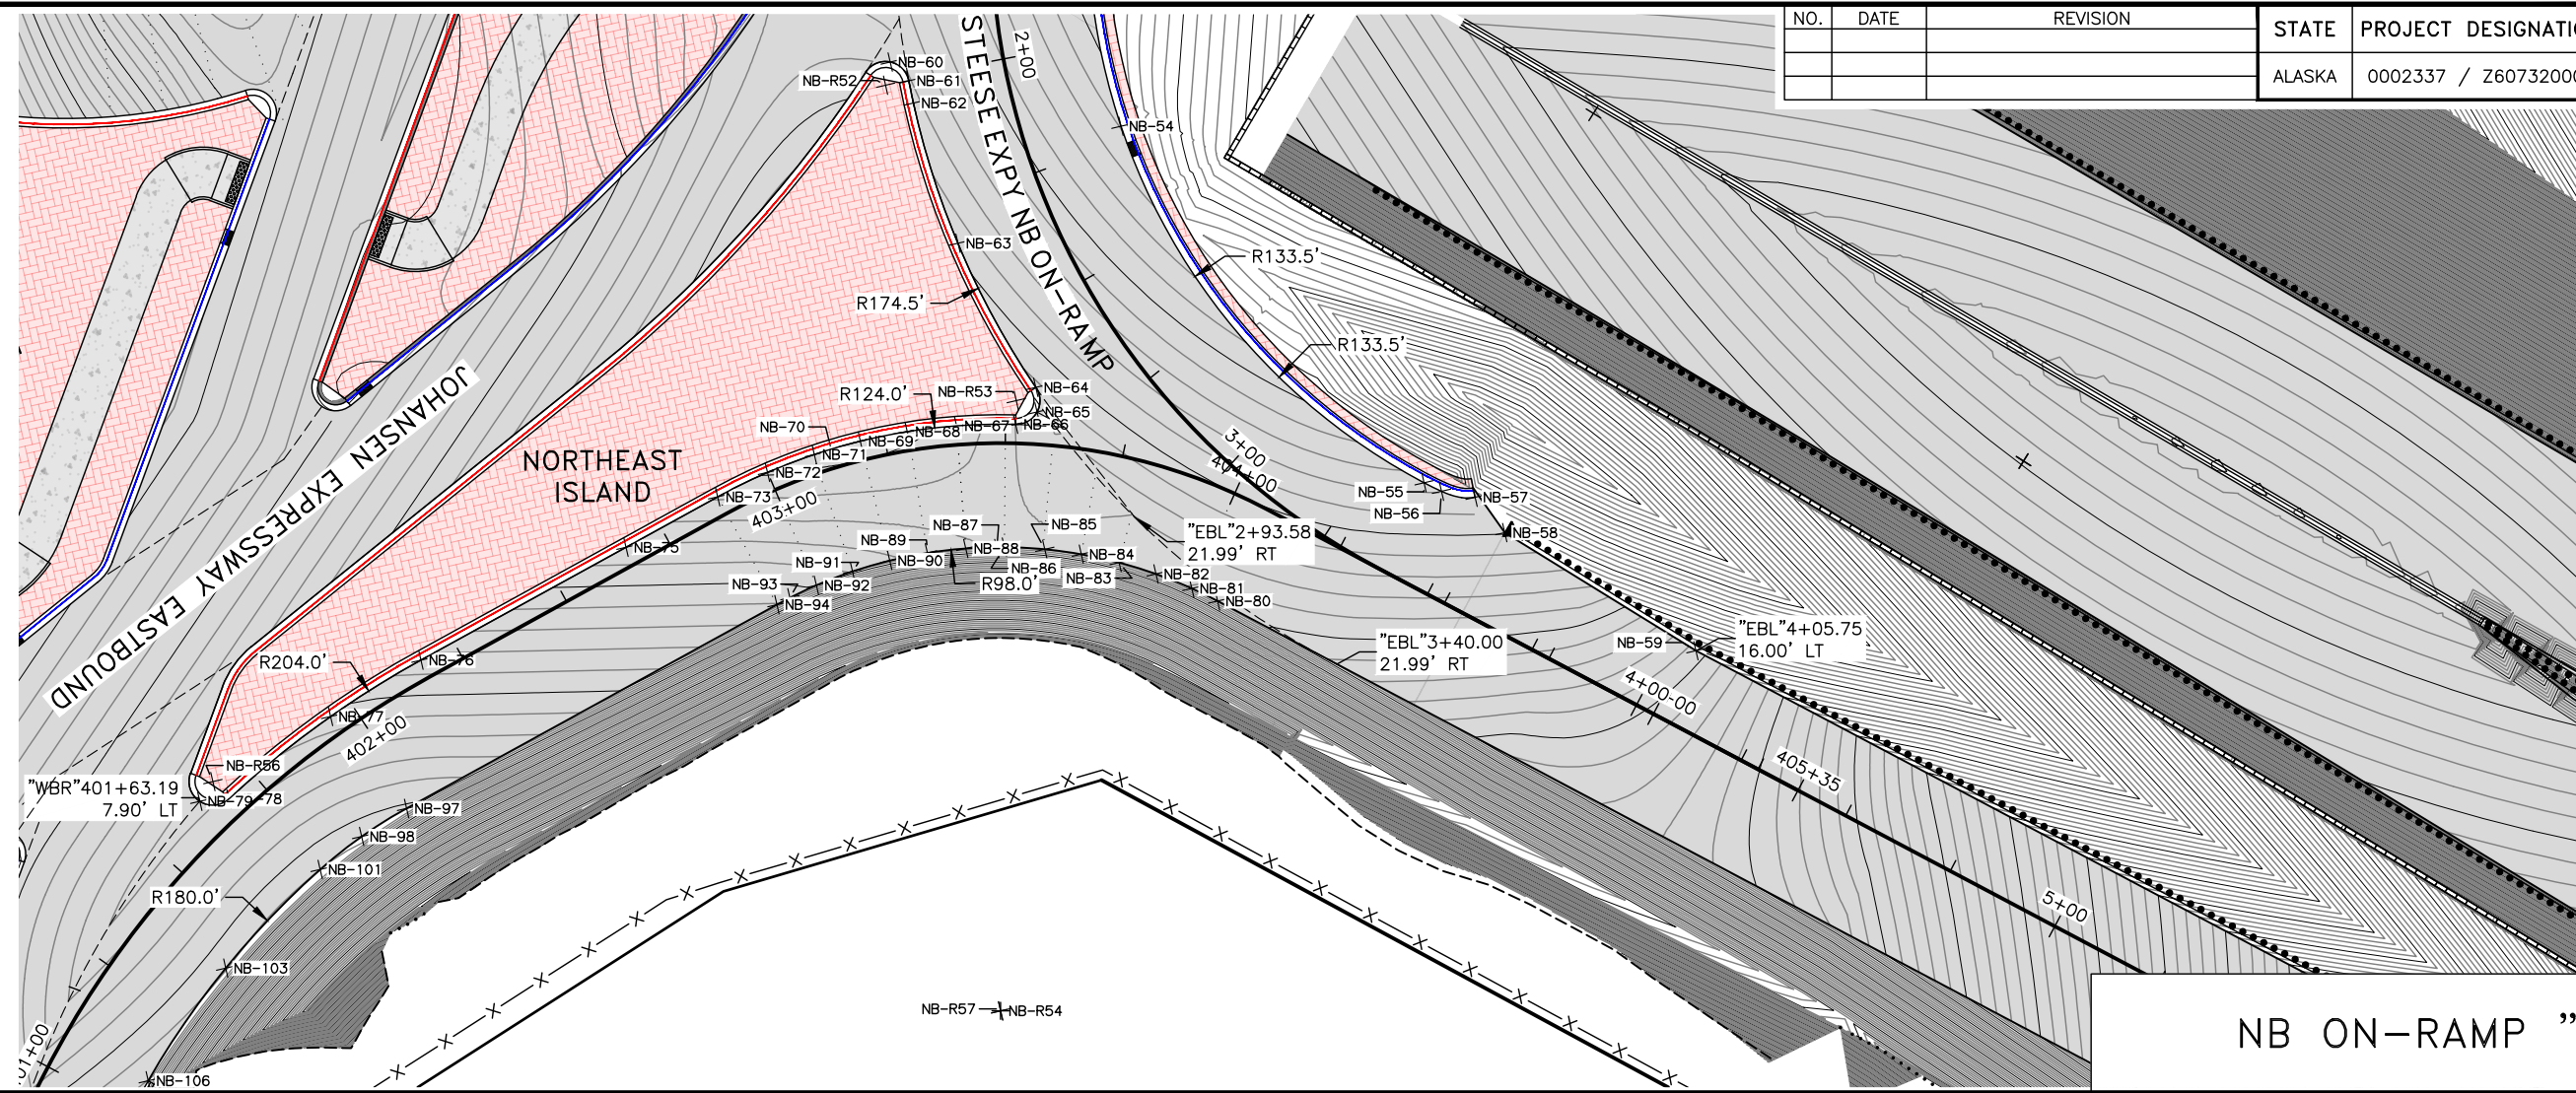 NO. DATE REVISION
STATE PROJECT DESIGNATI
ALASKA 0002337 / Z6073200
STEESE EXPY NB ON-RAMP
2+00
NB-60
NB-R52
NB-61
NB-62
NB-54
NB-63
R133.5'
R174.5'
R133.5'
JOHANSEN EXPRESSWAY EASTBOUND
NB-R53
NB-64
R124.0'
NB-65
NB-66
NB-67
NB-68
NB-69
NB-70
NB-71
NB-72
NB-73
3+00
404+00
NORTHEAST
ISLAND
403+00
NB-55
NB-56
NB-57
NB-58
NB-75
NB-87
NB-85
NB-89
NB-88
NB-84
"EBL"2+93.58
21.99' RT
NB-91
NB-90
NB-86
NB-83
NB-82
NB-93
NB-92
R98.0'
NB-81
NB-94
NB-80
"EBL"3+40.00
21.99' RT
NB-59
"EBL"4+05.75
16.00' LT
R204.0'
NB-76
4+00-00
NB-77
402+00
NB-R56
"WBR"401+63.19
7.90' LT
NB-79
-78
NB-97
405+35
NB-98
NB-101
R180.0'
5+00
NB-103
NB-R57
NB-R54
01+00
NB-106
NB ON-RAMP "